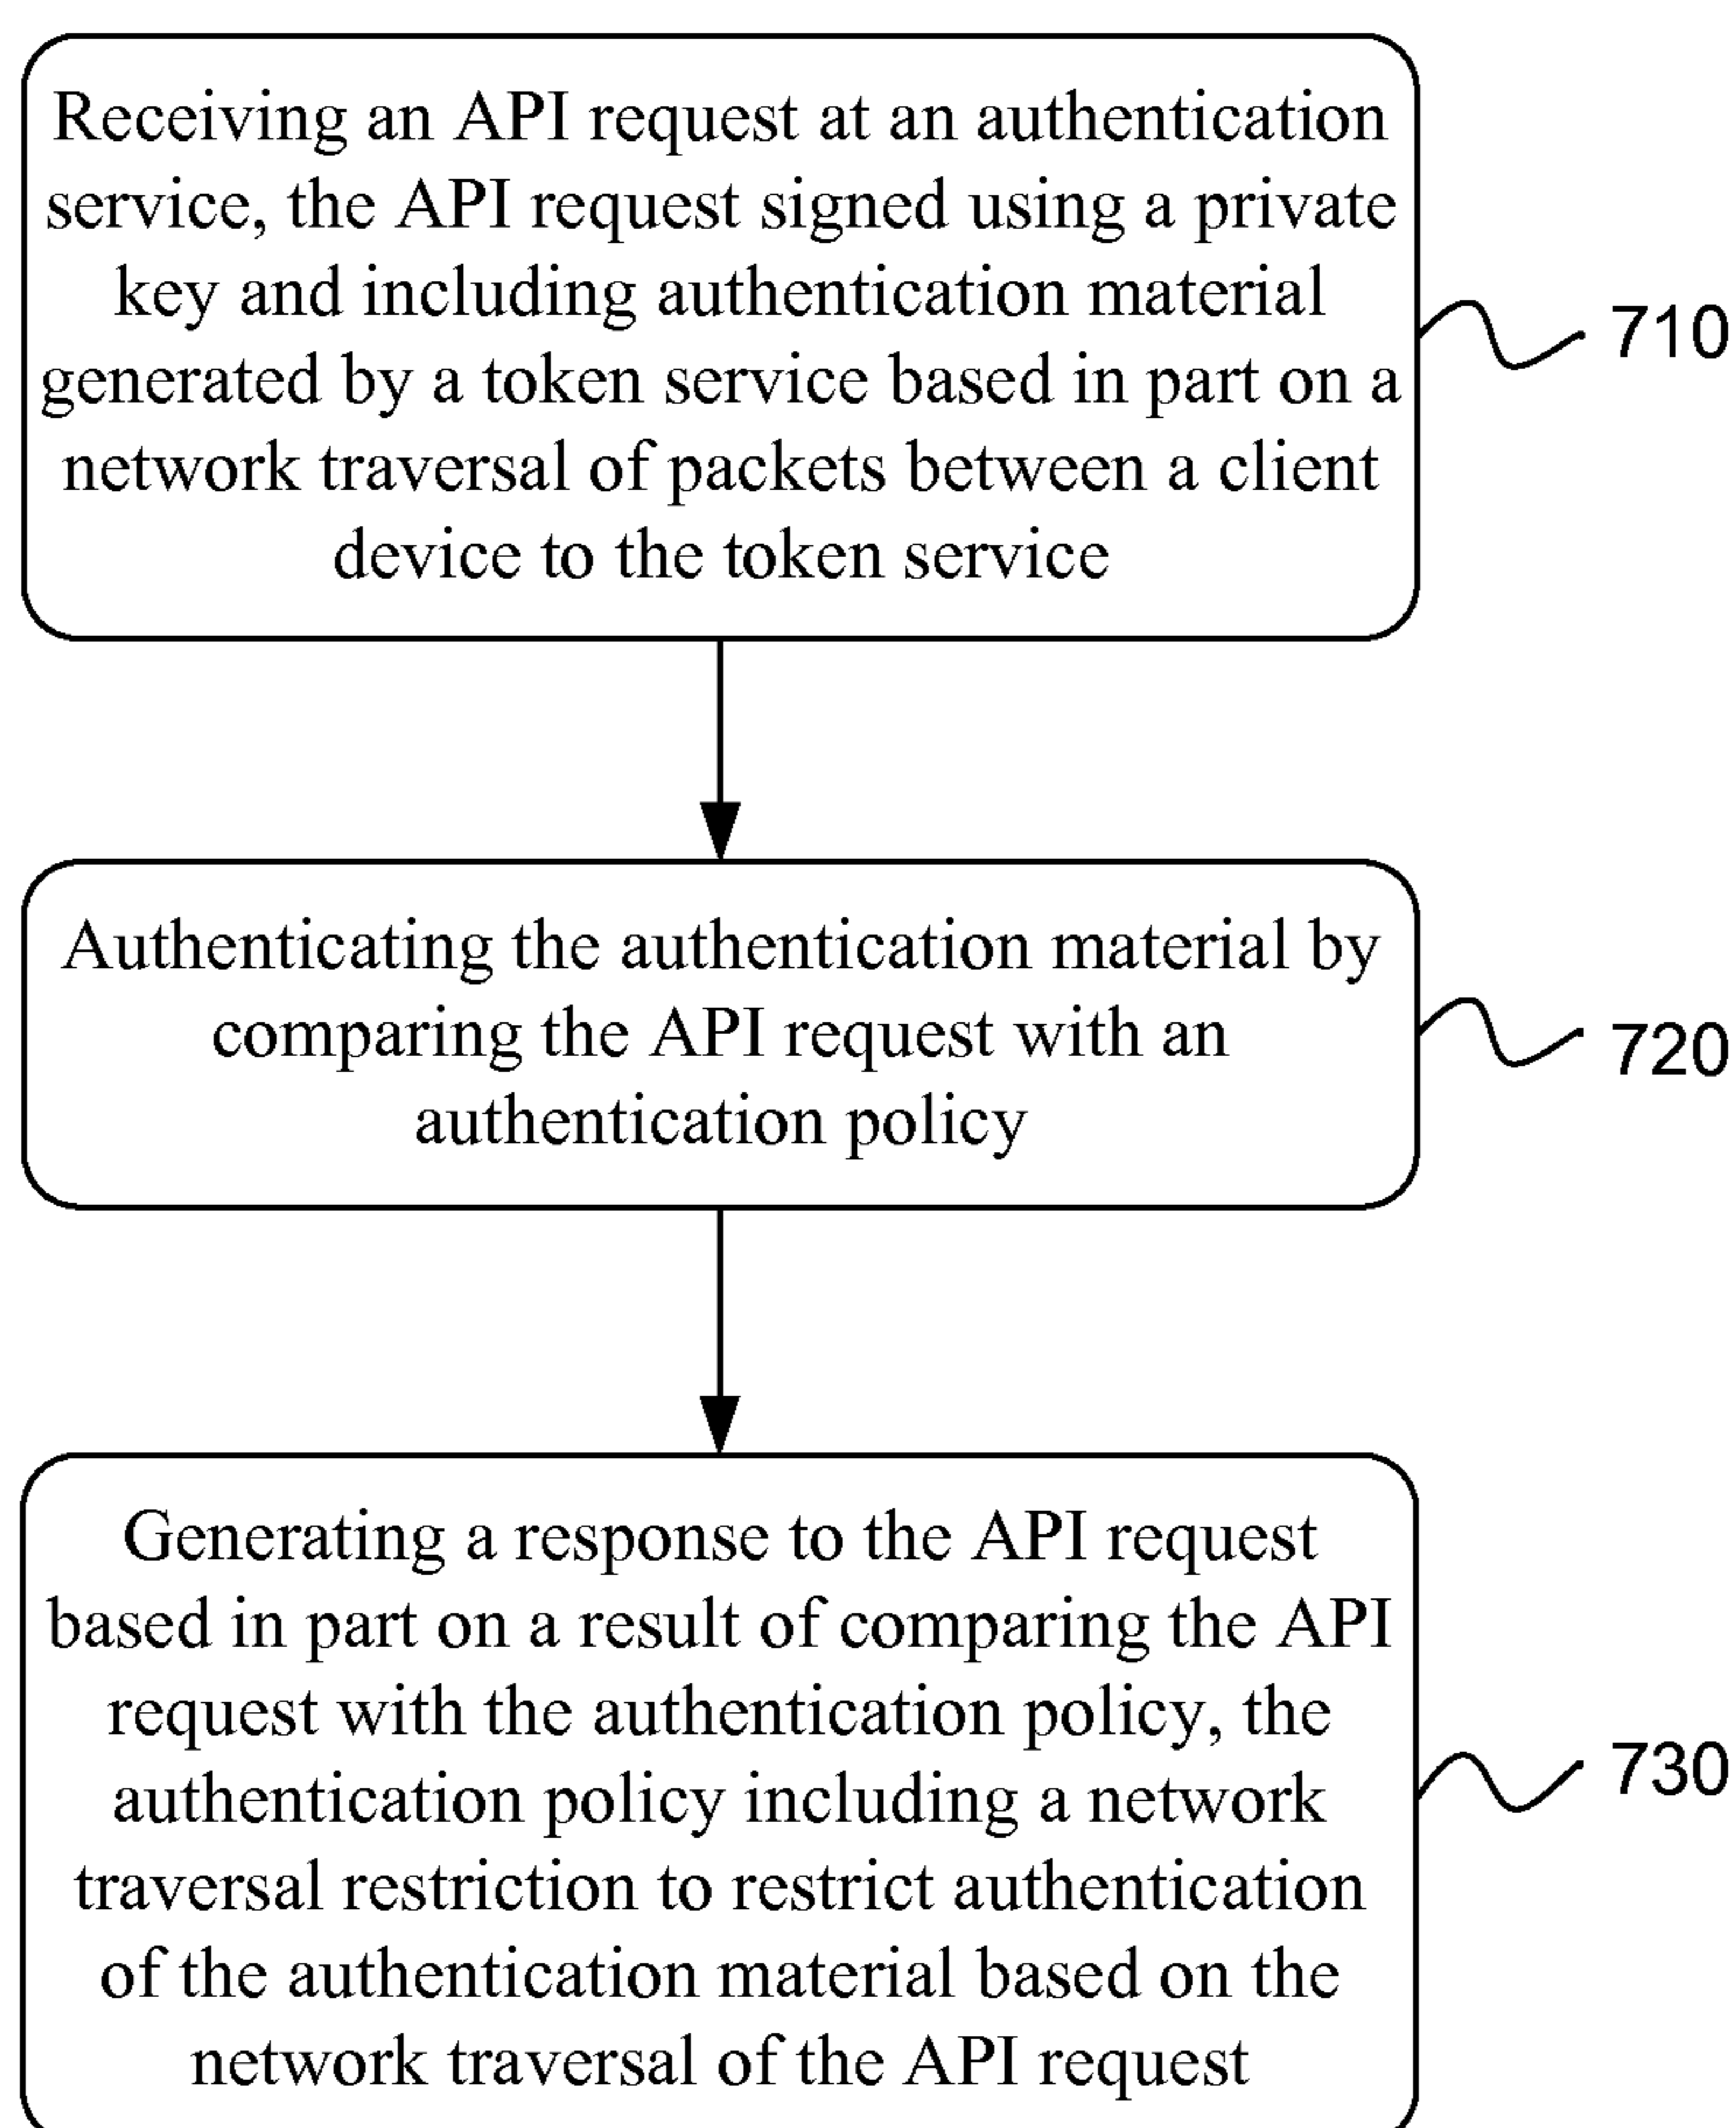 Receiving an API request at an authentication
service, the API request signed using a private
key and including authentication material
generated by a token service based in part on a
network traversal of packets between a client
device to the token service
710
Authenticating the authentication material by
comparing the API request with an
authentication policy
720
Generating a response to the API request
based in part on a result of comparing the API
request with the authentication policy, the
authentication policy including a network
traversal restriction to restrict authentication
of the authentication material based on the
network traversal of the API request
730